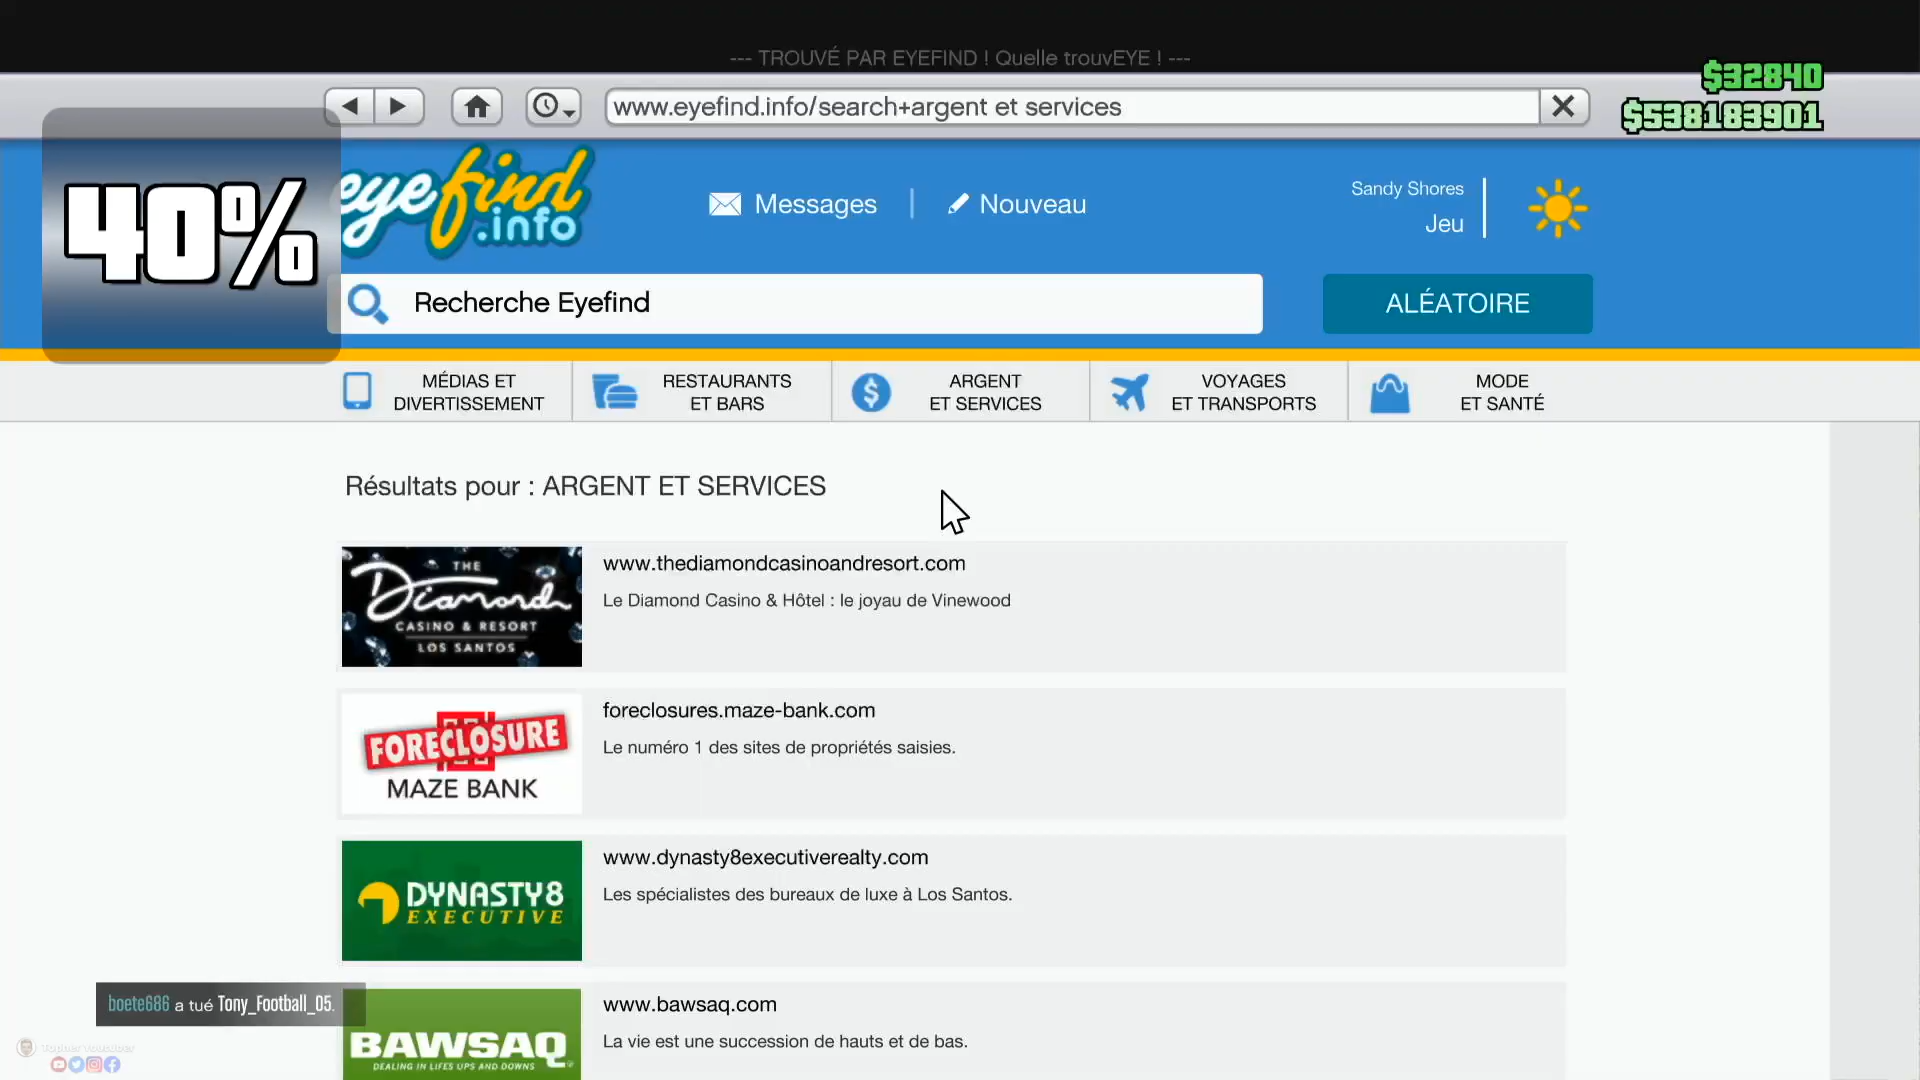 --- TROUVÉ PAR EYEFIND ! Quelle trouvEYE ! ---
$32840
www.eyefind.info/search+argent et services
$538183901
40%
eyefind
.info
Messages
Nouveau
Sandy Shores
Jeu
Recherche Eyefind
ALÉATOIRE
MÉDIAS ET
DIVERTISSEMENT
RESTAURANTS
ET BARS
ARGENT
ET SERVICES
VOYAGES
ET TRANSPORTS
MODE
ET SANTÉ
Résultats pour : ARGENT ET SERVICES
THE
Diamond
CASINO & RESORT
LOS SANTOS
www.thediamondcasinoandresort.com
Le Diamond Casino & Hôtel : le joyau de Vinewood
FORECLOSURE
MAZE BANK
foreclosures.maze-bank.com
Le numéro 1 des sites de propriétés saisies.
DYNASTY8
EXECUTIVE
www.dynasty8executiverealty.com
Les spécialistes des bureaux de luxe à Los Santos.
boete686 a tué Tony_Football_05.
BAWSAQ
DEALING IN LIFES UPS AND DOWNS
www.bawsaq.com
La vie est une succession de hauts et de bas.